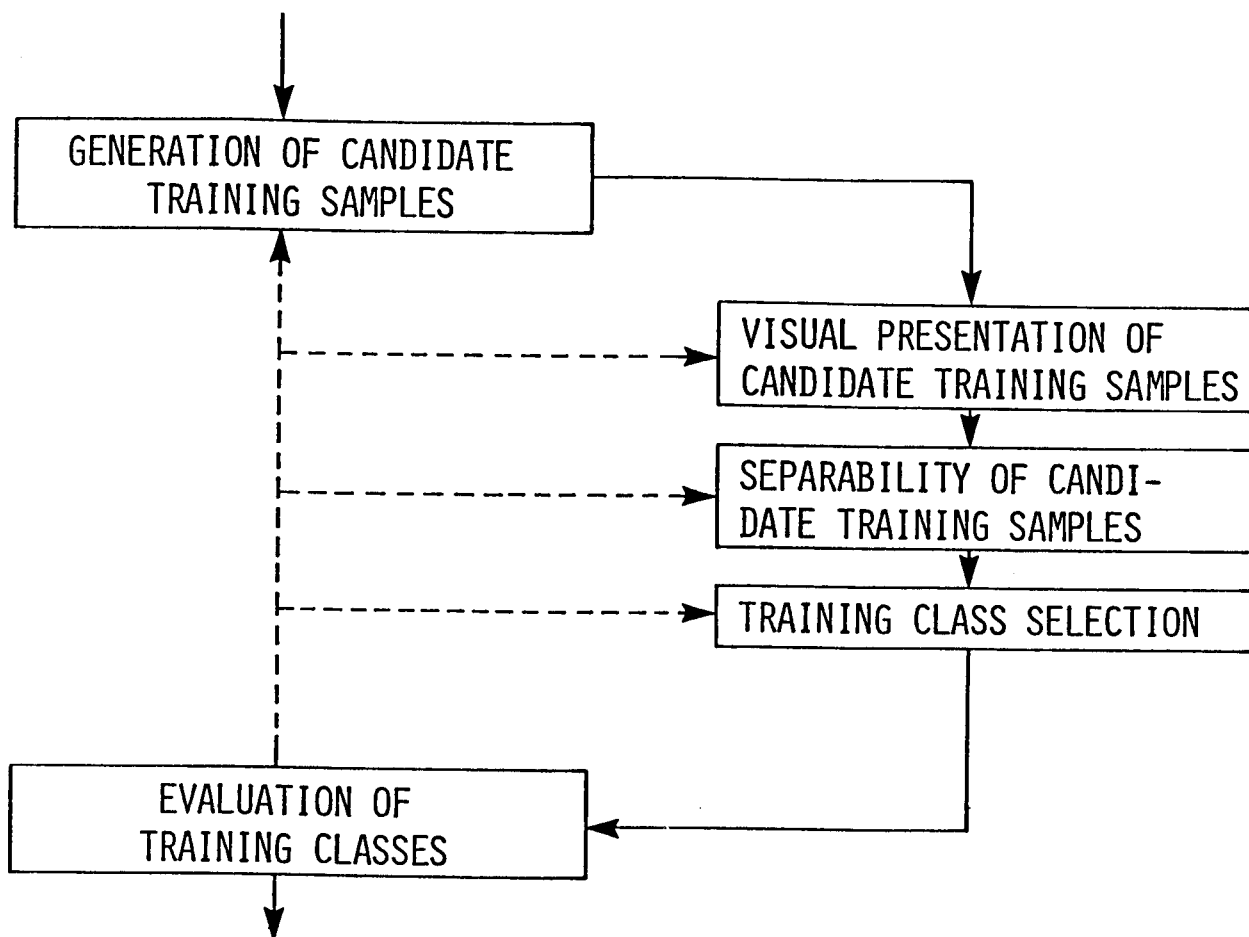 GENERATION OF CANDIDATE
TRAINING SAMPLES
VISUAL PRESENTATION OF
CANDIDATE TRAINING SAMPLES
SEPARABILITY OF CANDI-
DATE TRAINING SAMPLES
TRAINING CLASS SELECTION
EVALUATION OF
TRAINING CLASSES